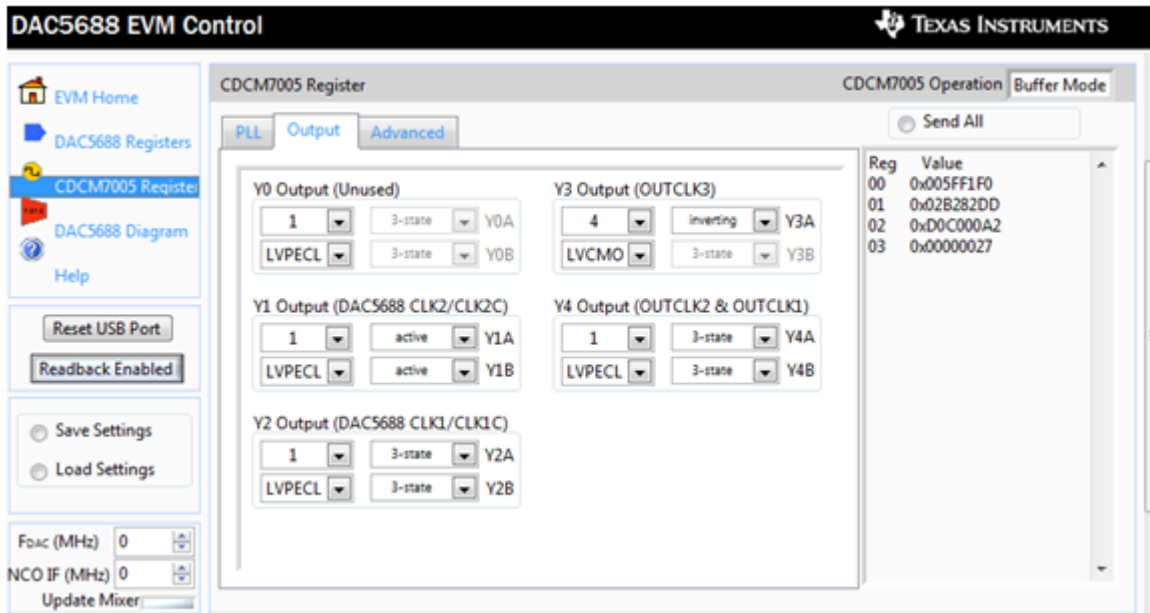 DAC5688 EVM Control
TEXAS INSTRUMENTS
EVM Home
DAC5688 Registers
CDCM7005 Registe
DAC5688 Diagram
Help
Reset USB Port
Readback Enabled
Save Settings
Load Settings
FDAC (MHz) 0
NCO IF (MHz) 0
Update Mixer
CDCM7005 Register
CDCM7005 Operation Buffer Mode
PLL Output Advanced
Send All
Y0 Output (Unused)
1 3-state Y0A
LVPECL 3-state Y0B
Y1 Output (DAC5688 CLK2/CLK2C)
1 active Y1A
LVPECL active Y1B
Y2 Output (DAC5688 CLK1/CLK1C)
1 3-state Y2A
LVPECL 3-state Y2B
Y3 Output (OUTCLK3)
4 inverting Y3A
LVCMO 3-state Y3B
Y4 Output (OUTCLK2 & OUTCLK1)
1 3-state Y4A
LVPECL 3-state Y4B
Reg Value
00 0x005FF1F0
01 0x02B282DD
02 0xD0C000A2
03 0x00000027